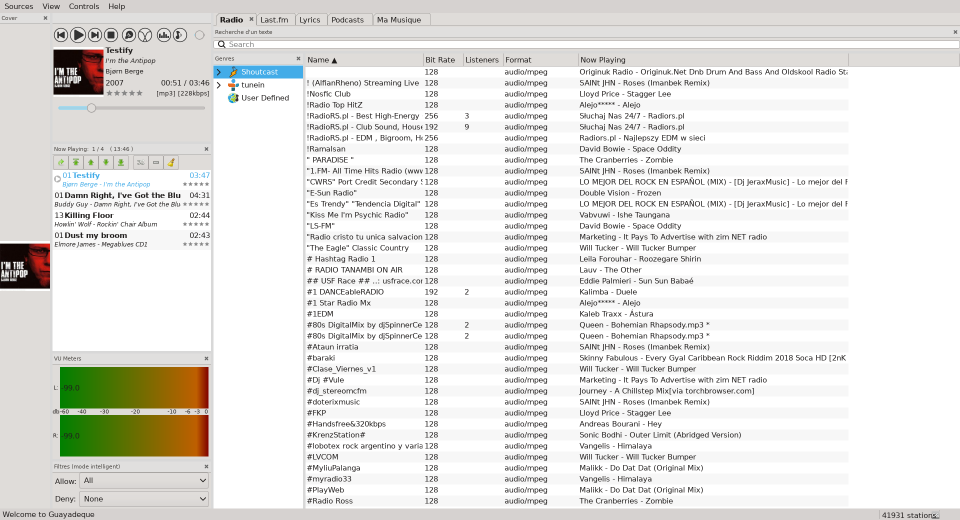 Sources View Controls Help
Cover
Radio Last.fm Lyrics Podcasts Ma Musique
Recherche d'un texte
Search
Testify
I'm the Antipop
Bjørn Berge
2007 00:51 / 03:46
[mp3] [228kbps]
I'M THE
ANTIPOP
Now Playing: 1 / 4 ( 13:46 )
01 Testify 03:47
Bjørn Berge - I'm the Antipop
01 Damn Right, I've Got the Blu 04:31
Buddy Guy - Damn Right, I've Got the Blu
13 Killing Floor 02:44
Howlin' Wolf - Rockin' Chair Album
01 Dust my broom 02:43
Elmore James - Megablues CD1
I'M THE
ANTIPOP
VU Meters
L: -99.0
db -60 -40 -30 -20 -10 -6 -3 0
R: -99.0
Filtres (mode intelligent)
Allow: All
Deny: None
Genres
Shoutcast
tunein
User Defined
Name ▲ Bit Rate Listeners Format Now Playing
128 audio/mpeg Originuk Radio - Originuk.Net Dnb Drum And Bass And Oldskool Radio Sta
! (AlfianRheno) Streaming Live 128 audio/mpeg SAINt JHN - Roses (Imanbek Remix)
!Nosfic Club 128 audio/mpeg Lloyd Price - Stagger Lee
!Radio Top HitZ 128 audio/mpeg Alejo***** - Alejo
!RadioRS.pl - Best High-Energy 256 3 audio/mpeg Słuchaj Nas 24/7 - Radiors.pl
!RadioRS.pl - Club Sound, House 192 9 audio/mpeg Słuchaj Nas 24/7 - Radiors.pl
!RadioRS.pl - EDM , Bigroom, Ho 256 audio/mpeg Radiors.pl - Najlepszy EDM w sieci
!Ramalsan 128 audio/mpeg David Bowie - Space Oddity
" PARADISE " 128 audio/mpeg The Cranberries - Zombie
"1.FM- All Time Hits Radio (www 128 audio/mpeg SAINt JHN - Roses (Imanbek Remix)
"CWRS" Port Credit Secondary S 128 audio/mpeg LO MEJOR DEL ROCK EN ESPAÑOL (MIX) - [Dj JeraxMusic] - Lo mejor del F
"E-Sun Radio" 128 audio/mpeg Double Vision - Frozen
"Es Trendy" "Tendencia Digital" 128 audio/mpeg LO MEJOR DEL ROCK EN ESPAÑOL (MIX) - [Dj JeraxMusic] - Lo mejor del F
"Kiss Me I'm Psychic Radio" 128 audio/mpeg Vabvuwi - Ishe Taungana
"LS-FM" 128 audio/mpeg David Bowie - Space Oddity
"Radio cristo tu unica salvacion 128 audio/mpeg Marketing - It Pays To Advertise with zim NET radio
"The Eagle" Classic Country 128 audio/mpeg Will Tucker - Will Tucker Bumper
# Hashtag Radio 1 128 audio/mpeg Leila Forouhar - Roozegare Shirin
# RADIO TANAMBI ON AIR 128 audio/mpeg Lauv - The Other
## USF Race ## ..: usfrace.com 128 audio/mpeg Eddie Palmieri - Sun Sun Babaé
#1 DANCEableRADIO 192 2 audio/mpeg Kalimba - Duele
#1 Star Radio Mx 128 audio/mpeg Alejo***** - Alejo
#1EDM 128 audio/mpeg Kaleb Traxx - Ástura
#80s DigitalMix by djSpinnerCe 128 2 audio/mpeg Queen - Bohemian Rhapsody.mp3 *
#80s DigitalMix by djSpinnerCe 128 2 audio/mpeg Queen - Bohemian Rhapsody.mp3 *
#Ataun irratia 128 audio/mpeg SAINt JHN - Roses (Imanbek Remix)
#baraki 128 audio/mpeg Skinny Fabulous - Every Gyal Caribbean Rock Riddim 2018 Soca HD [2nK
#Clase_Viernes_v1 128 audio/mpeg Will Tucker - Will Tucker Bumper
#Dj #Vule 128 audio/mpeg Marketing - It Pays To Advertise with zim NET radio
#dj_stereomcfm 128 audio/mpeg Journey - A Chillstep Mix[via torchbrowser.com]
#doterixmusic 128 audio/mpeg SAINt JHN - Roses (Imanbek Remix)
#FKP 128 audio/mpeg Lloyd Price - Stagger Lee
#Handsfree&320kbps 128 audio/mpeg Andreas Bourani - Hey
#KrenzStation# 128 audio/mpeg Sonic Bodhi - Outer Limit (Abridged Version)
#lobotex rock argentino y varia 128 audio/mpeg Vangelis - Himalaya
#LVCOM 128 audio/mpeg Will Tucker - Will Tucker Bumper
#MyliuPalanga 128 audio/mpeg Malikk - Do Dat Dat (Original Mix)
#myradio33 128 audio/mpeg Vangelis - Himalaya
#PlayWeb 128 audio/mpeg Malikk - Do Dat Dat (Original Mix)
#Radio Ross 128 audio/mpeg The Cranberries - Zombie
Welcome to Guayadeque 41931 stations